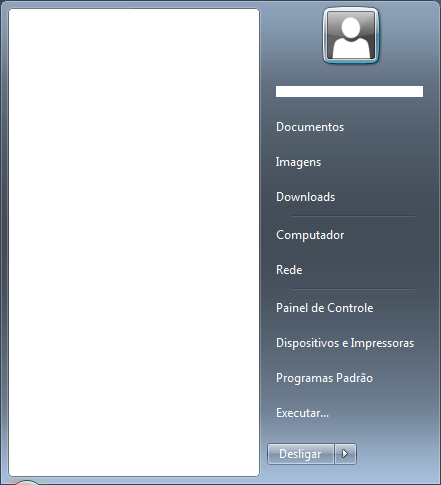 Documentos
Imagens
Downloads
Computador
Rede
Painel de Controle
Dispositivos e Impressoras
Programas Padrão
Executar...
Desligar